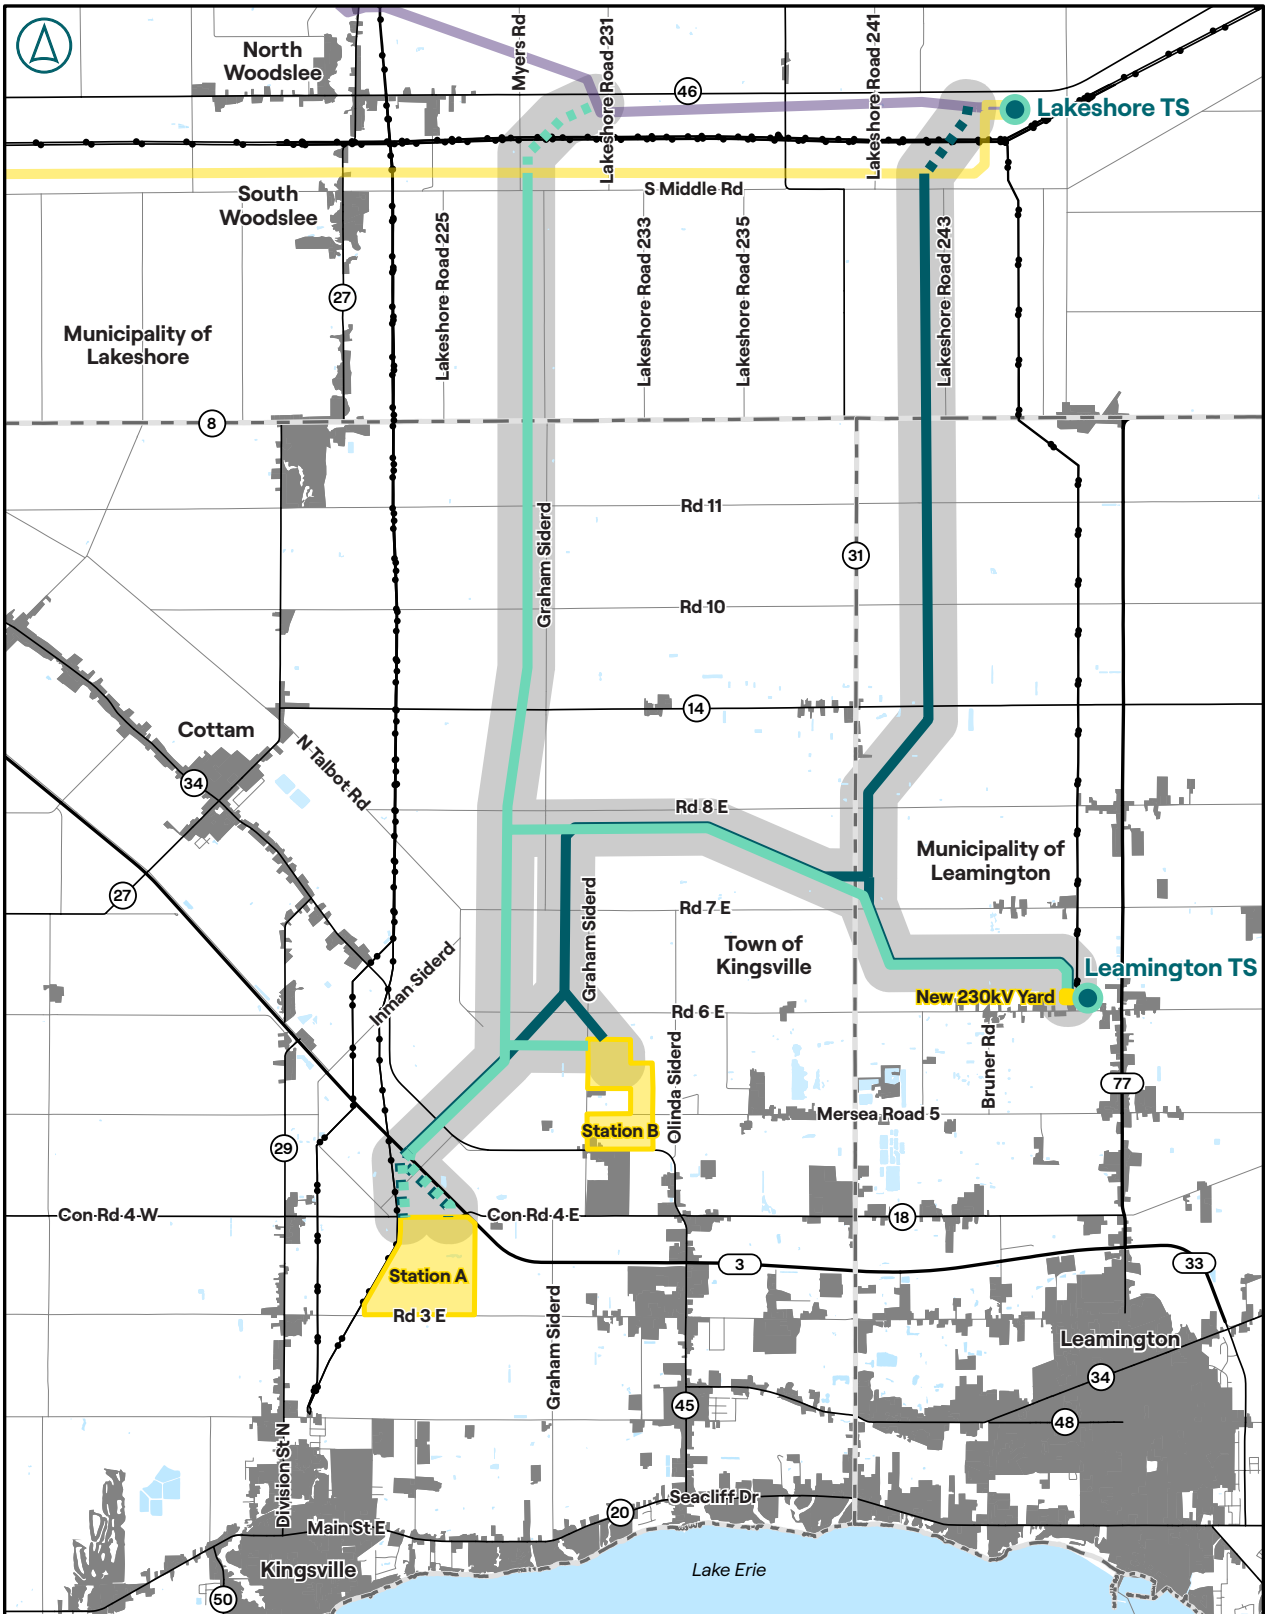 North
Woodslee
Myers Rd
Lakeshore Road 231
46
Lakeshore Road 241
Lakeshore TS
South
Woodslee
S Middle Rd
27
Lakeshore Road 225
Lakeshore Road 233
Lakeshore Road 235
Lakeshore Road 243
Municipality of
Lakeshore
8
Rd 11
Graham Siderd
31
Rd 10
14
Cottam
N Talbot Rd
34
Rd 8 E
Municipality of
Leamington
27
Rd 7 E
Graham Siderd
Town of
Kingsville
Inman Siderd
Leamington TS
New 230kV Yard
Rd 6 E
Olinda Siderd
Bruner Rd
77
Mersea Road 5
Station B
29
Con Rd 4 W
Con Rd 4 E
18
Station A
3
33
Rd 3 E
Graham Siderd
Leamington
34
45
48
Division St N
Seacliff Dr
20
Main St E
Kingsville
Lake Erie
50